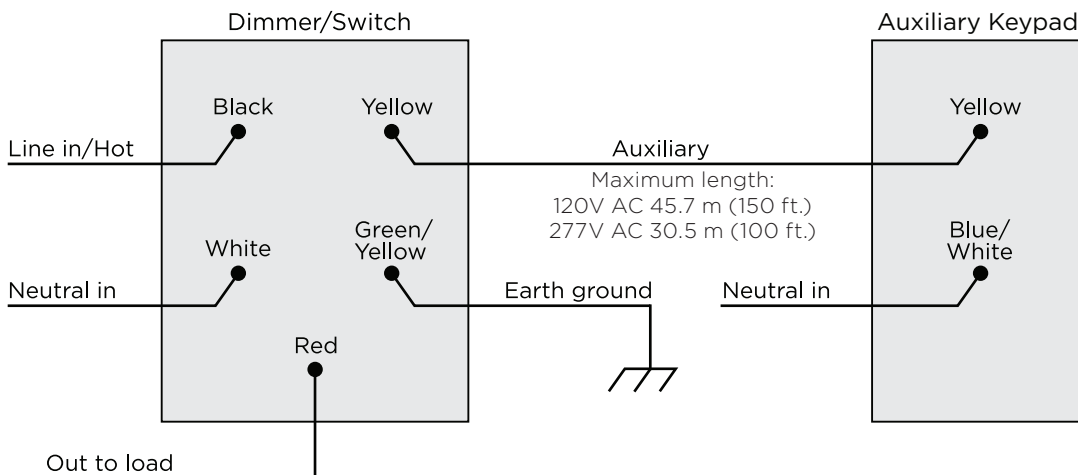 Dimmer/Switch
Auxiliary Keypad
Black
Yellow
Yellow
Line in/Hot
Auxiliary
Maximum length:
120V AC 45.7 m (150 ft.)
277V AC 30.5 m (100 ft.)
White
Green/
Yellow
Blue/
White
Neutral in
Earth ground
Neutral in
Red
Out to load